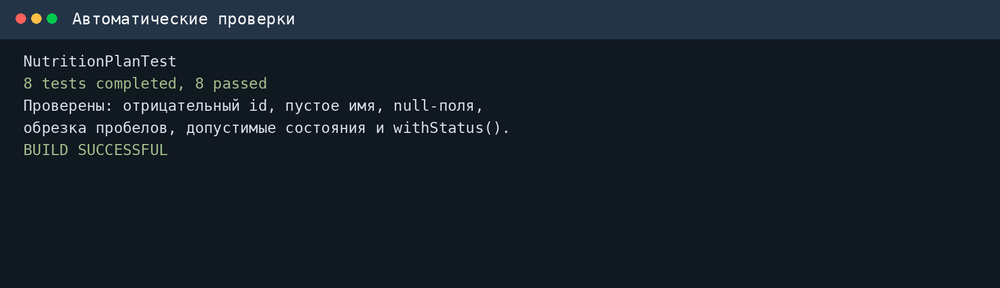 Автоматические проверки
NutritionPlanTest
8 tests completed, 8 passed
Проверены: отрицательный id, пустое имя, null-поля,
обрезка пробелов, допустимые состояния и withStatus().
BUILD SUCCESSFUL